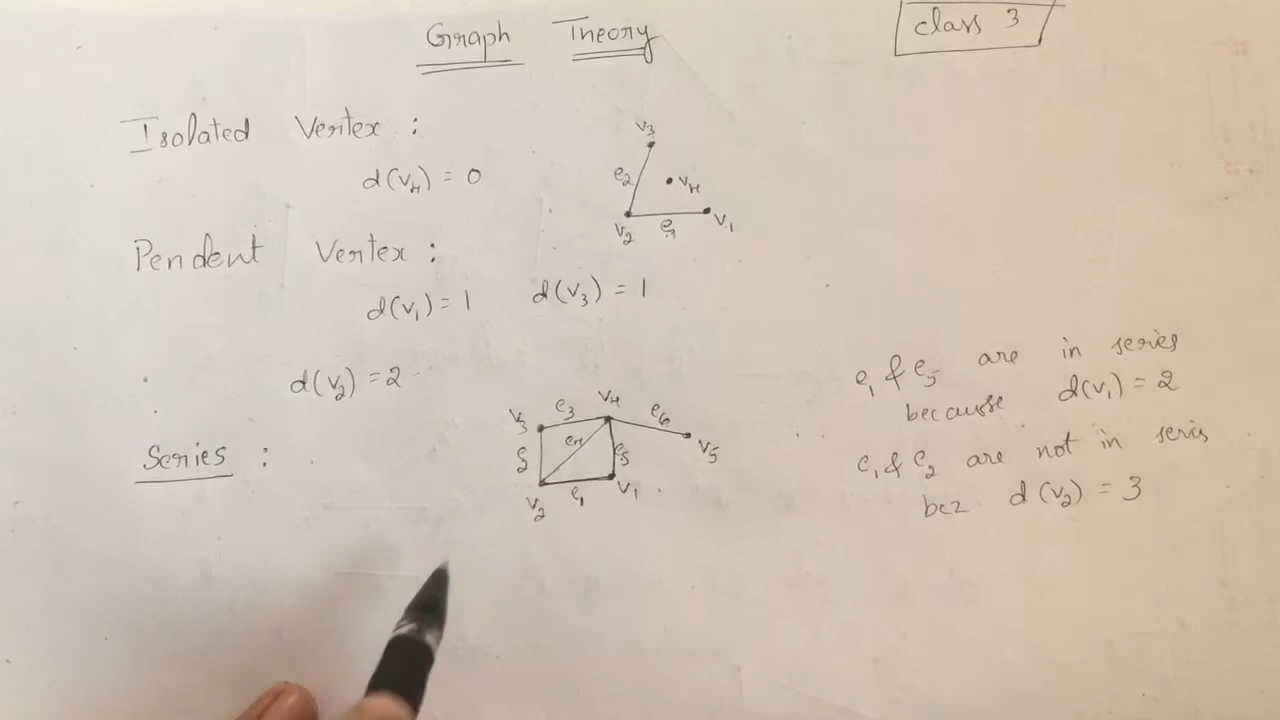 Graph Theory
class 3
Isolated Vertex :
d(v4) = 0
v3
e2
v4
v2
e1
v1
Pendent Vertex :
d(v1) = 1 d(v3) = 1
d(v2) = 2
Series :
v3
e3
v4
e6
v5
e2
e4
e5
v2
e1
v1
e1 & e5 are in series
because d(v1) = 2
e1 & e2 are not in series
bcz d(v2) = 3